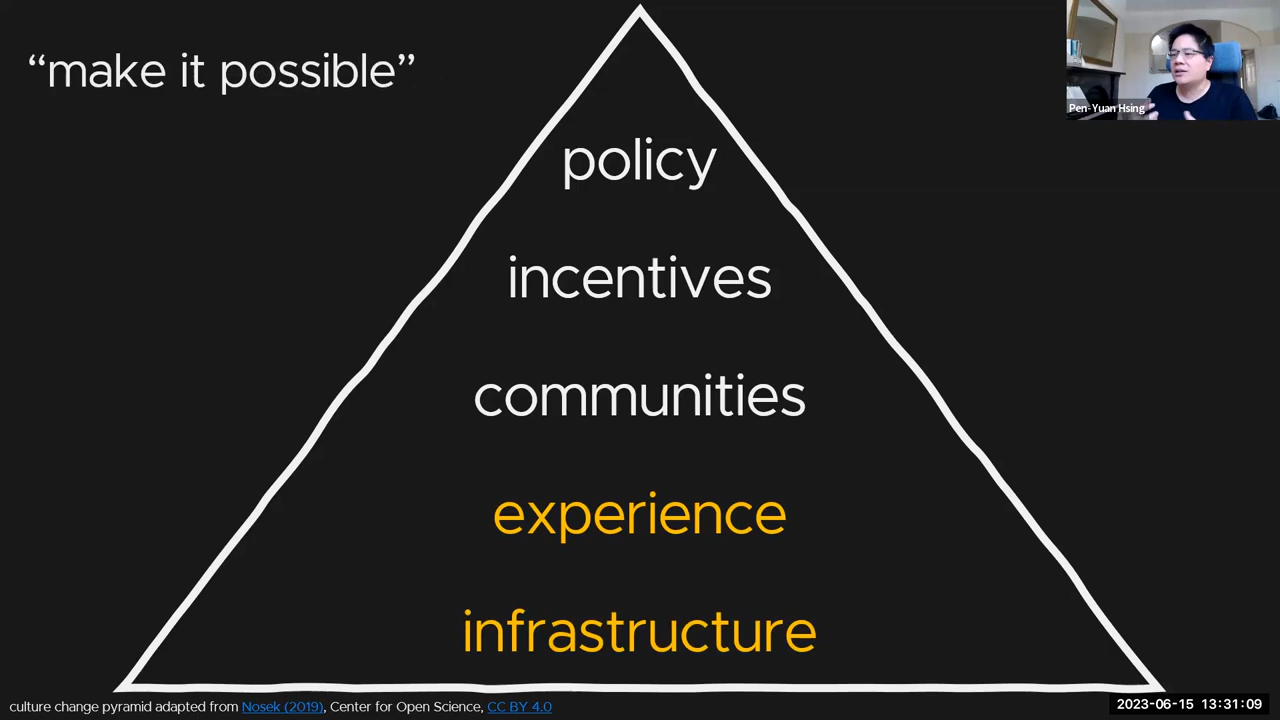 “make it possible”
Pen-Yuan Hsing
policy
incentives
communities
experience
infrastructure
culture change pyramid adapted from Nosek (2019), Center for Open Science, CC BY 4.0
2023-06-15 13:31:09